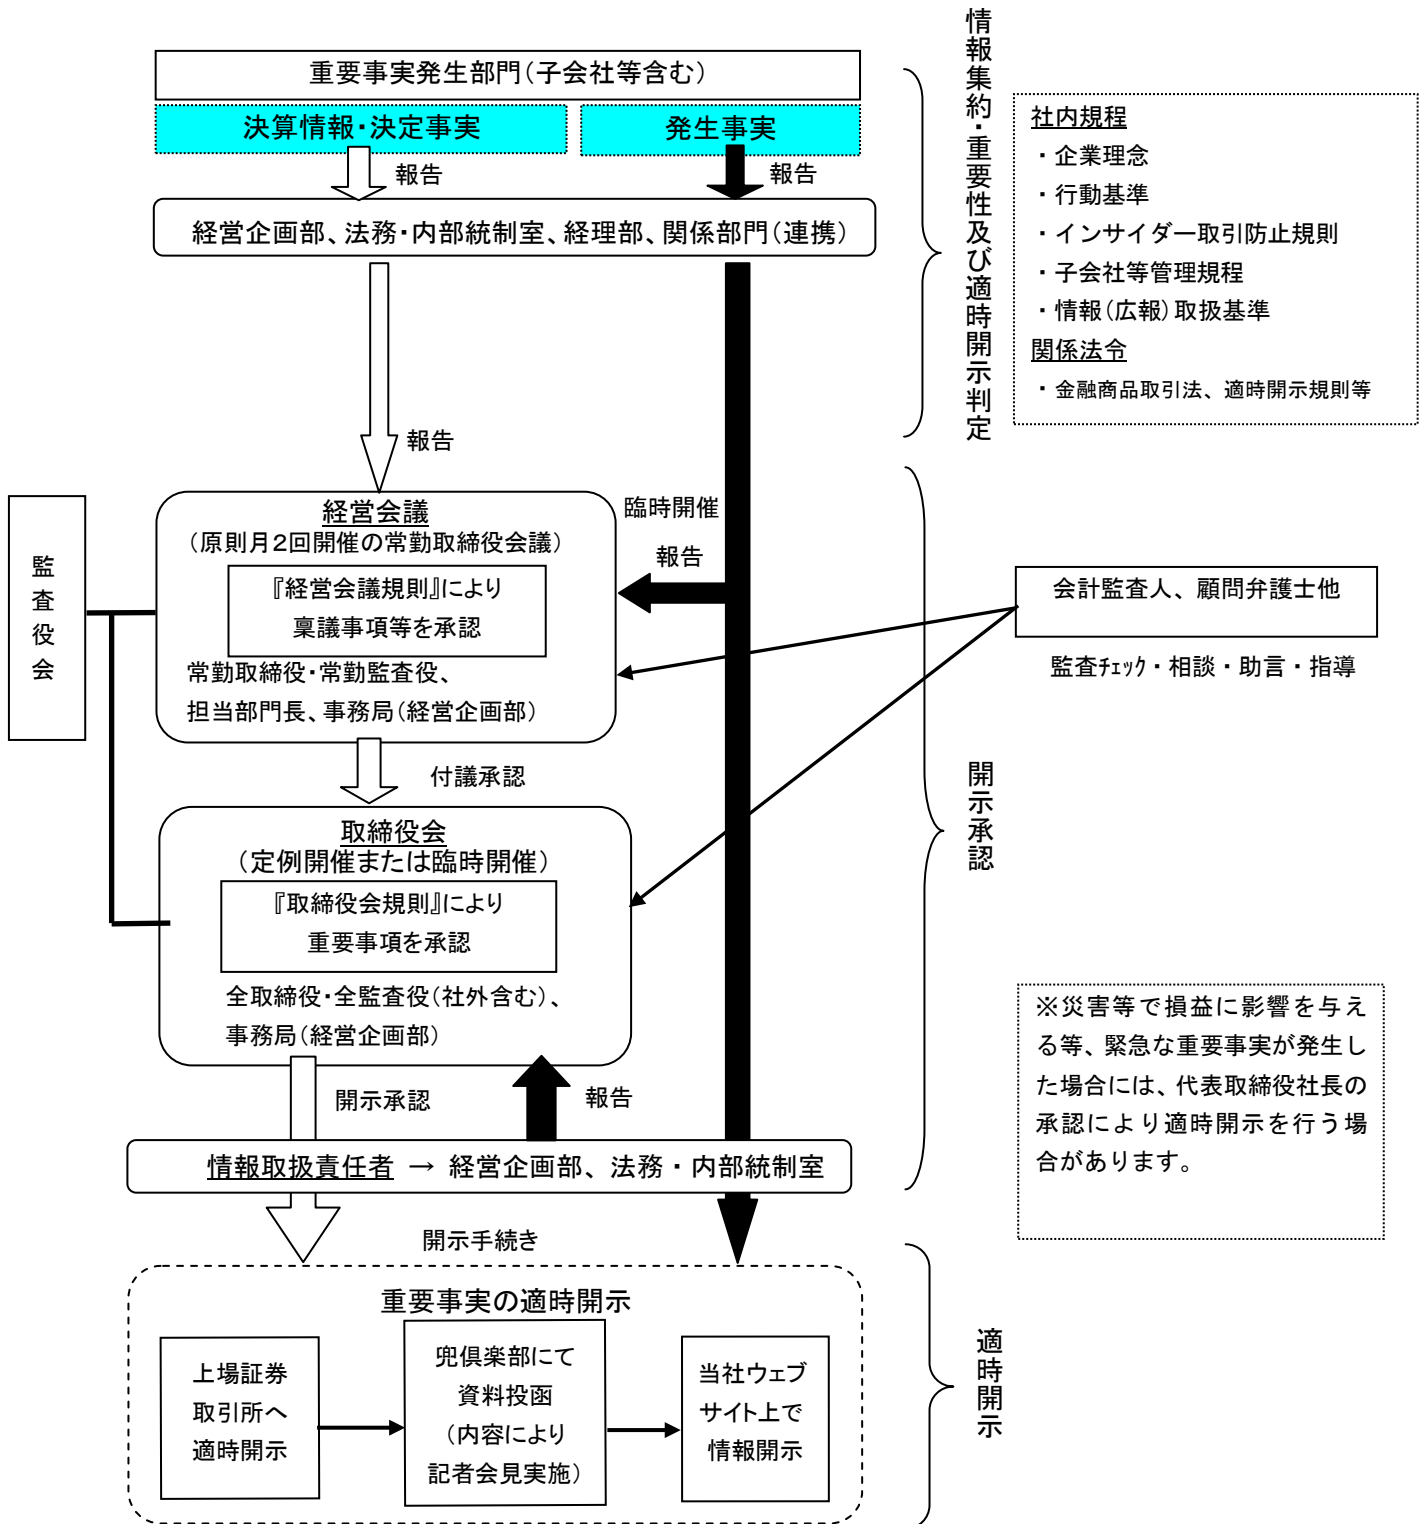 重要事実発生部門（子会社等含む）
決算情報・決定事実
発生事実
報告
報告
経営企画部、法務・内部統制室、経理部、関係部門（連携）
情報集約・重要性及び適時開示判定
社内規程
・企業理念
・行動基準
・インサイダー取引防止規則
・子会社等管理規程
・情報（広報）取扱基準
関係法令
・金融商品取引法、適時開示規則等
報告
監査役会
経営会議
（原則月2回開催の常勤取締役会議）
『経営会議規則』により
稟議事項等を承認
常勤取締役・常勤監査役、
担当部門長、事務局（経営企画部）
臨時開催
報告
会計監査人、顧問弁護士他
監査ﾁｪｯｸ・相談・助言・指導
付議承認
取締役会
（定例開催または臨時開催）
『取締役会規則』により
重要事項を承認
全取締役・全監査役（社外含む）、
事務局（経営企画部）
開示承認
※災害等で損益に影響を与え
る等、緊急な重要事実が発生し
た場合には、代表取締役社長の
承認により適時開示を行う場
合があります。
開示承認
報告
情報取扱責任者 → 経営企画部、法務・内部統制室
開示手続き
重要事実の適時開示
上場証券
取引所へ
適時開示
兜倶楽部にて
資料投函
（内容により
記者会見実施）
当社ウェブ
サイト上で
情報開示
適時開示